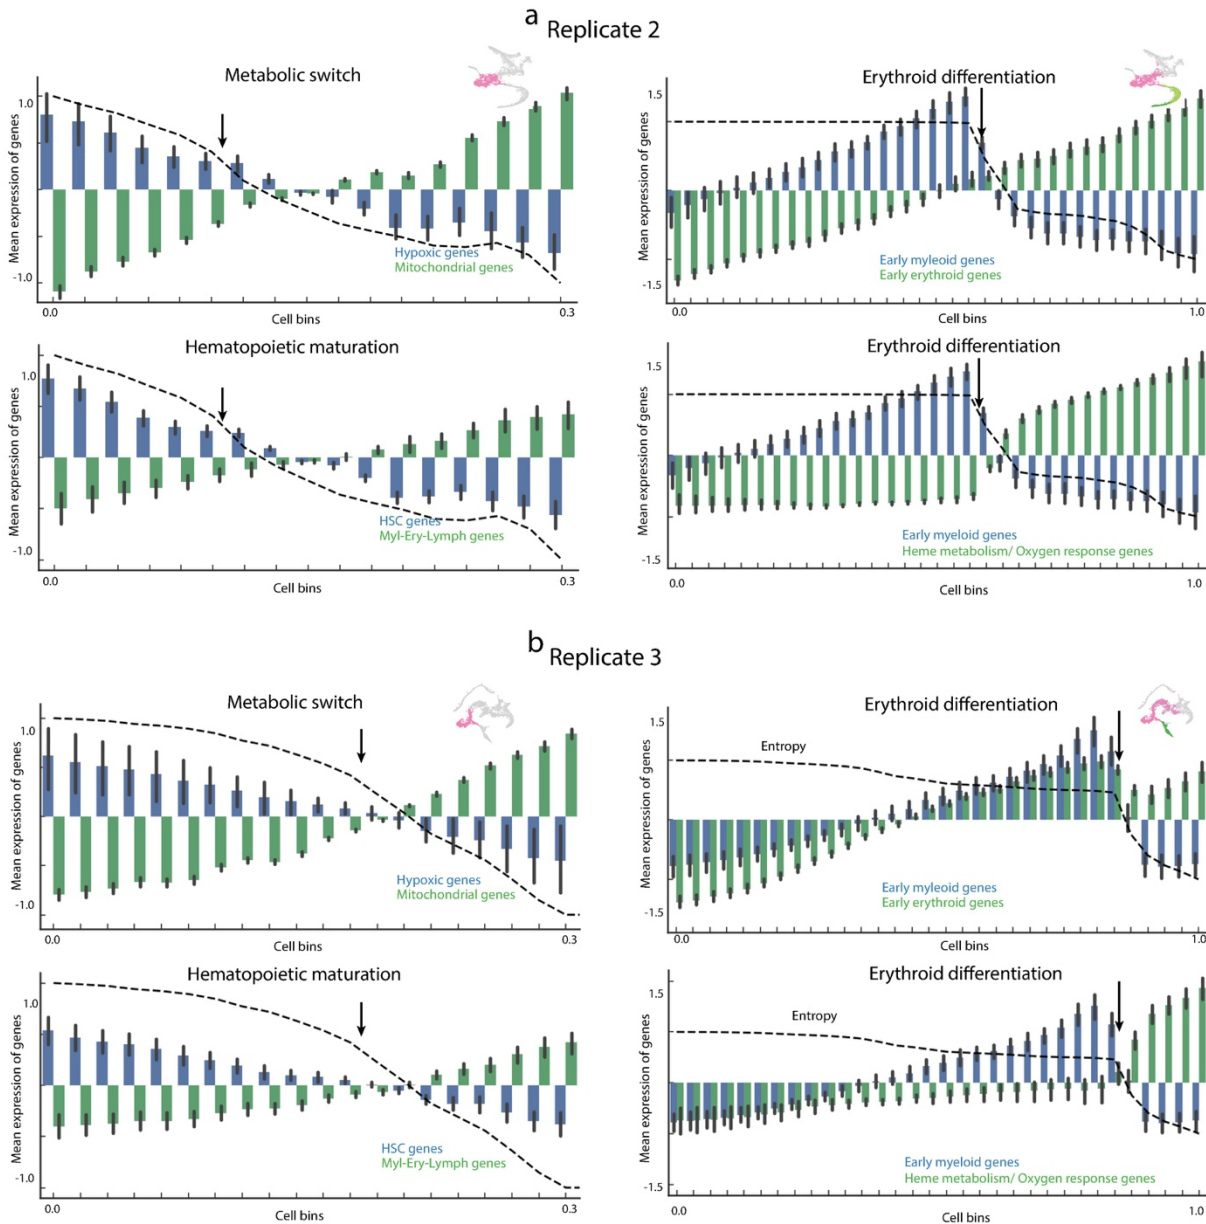 a Replicate 2
Metabolic switch
Mean expression of genes
1.0
-1.0
Hypoxic genes
Mitochondrial genes
0.0
0.3
Cell bins
Erythroid differentiation
Mean expression of genes
1.5
-1.5
Early myleoid genes
Early erythroid genes
0.0
1.0
Cell bins
Hematopoietic maturation
Mean expression of genes
1.0
-1.0
HSC genes
Myl-Ery-Lymph genes
0.0
0.3
Cell bins
Erythroid differentiation
Mean expression of genes
1.5
-1.5
Early myeloid genes
Heme metabolism/ Oxygen response genes
0.0
1.0
Cell bins
b Replicate 3
Metabolic switch
Mean expression of genes
1.0
-1.0
Hypoxic genes
Mitochondrial genes
0.0
0.3
Cell bins
Erythroid differentiation
Mean expression of genes
1.5
-1.5
Entropy
Early myeloid genes
Early erythroid genes
0.0
1.0
Cell bins
Hematopoietic maturation
Mean expression of genes
1.0
-1.0
HSC genes
Myl-Ery-Lymph genes
0.0
0.3
Cell bins
Erythroid differentiation
Mean expression of genes
1.5
-1.5
Entropy
Early myeloid genes
Heme metabolism/ Oxygen response genes
0.0
1.0
Cell bins